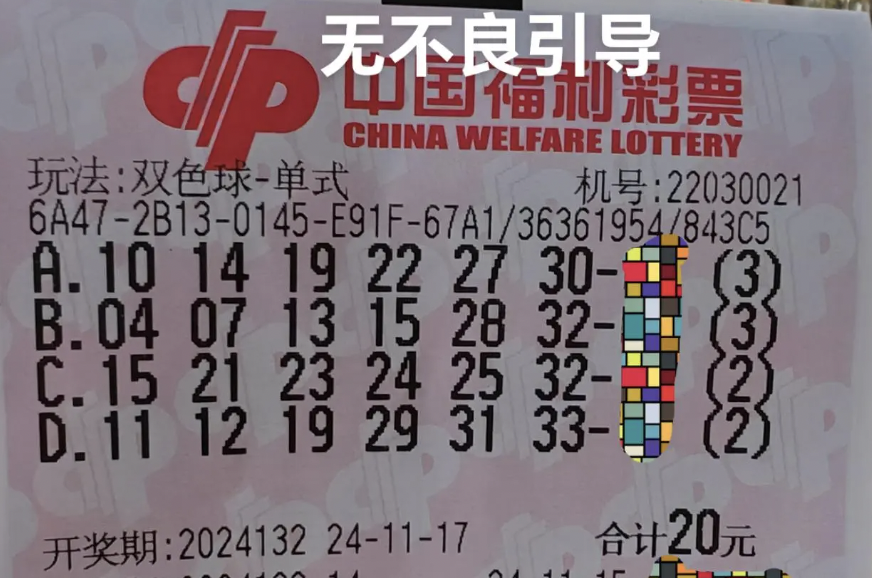 无不良引导
中国福利彩票
CHINA WELFARE LOTTERY
玩法:双色球-单式 机号:22030021
6A47-2B13-0145-E91F-67A1/36361954/843C5
A.10 14 19 22 27 30- (3)
B.04 07 13 15 28 32- (3)
C.15 21 23 24 25 32- (2)
D.11 12 19 29 31 33- (2)
开奖期:2024132 24-11-17 合计20元